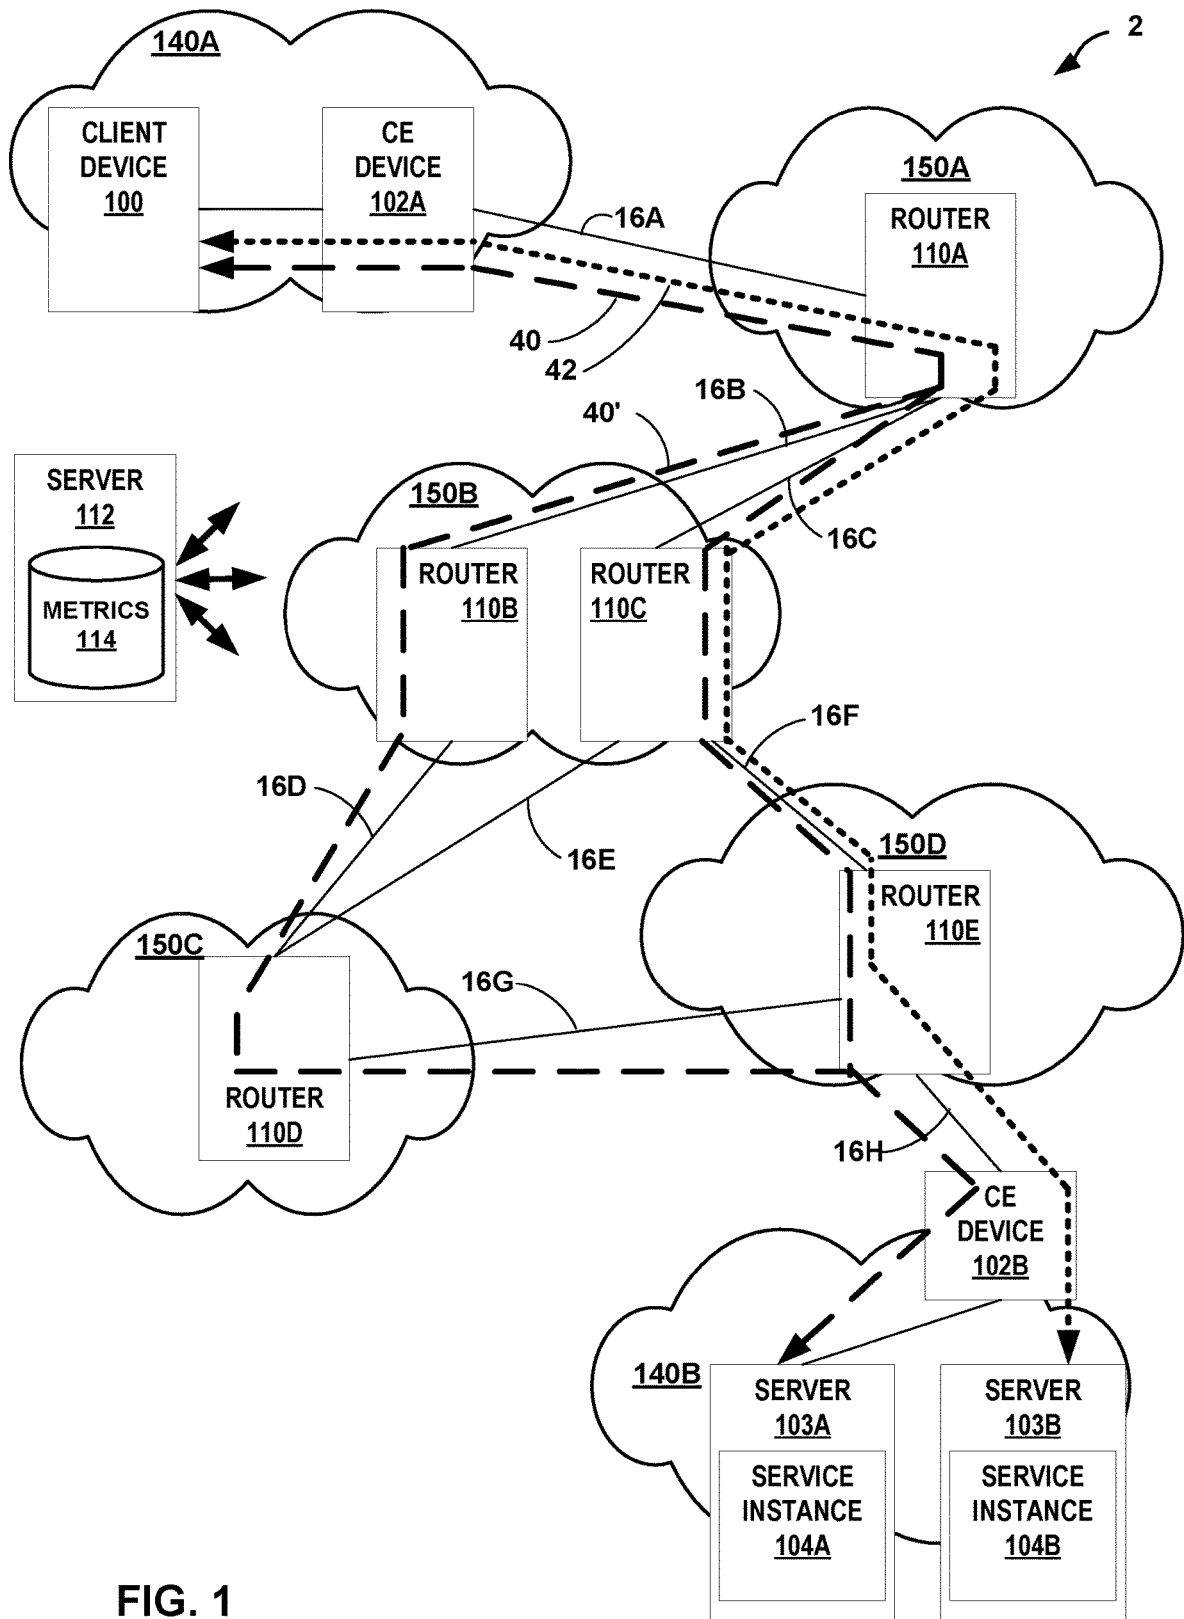 2
140A
CLIENT
DEVICE
100
CE
DEVICE
102A
150A
ROUTER
110A
16A
40
42
16B
40'
16C
SERVER
112
METRICS
114
150B
ROUTER
110B
ROUTER
110C
16F
16D
16E
150D
ROUTER
110E
150C
16G
ROUTER
110D
16H
CE
DEVICE
102B
140B
SERVER
103A
SERVICE
INSTANCE
104A
SERVER
103B
SERVICE
INSTANCE
104B
FIG. 1